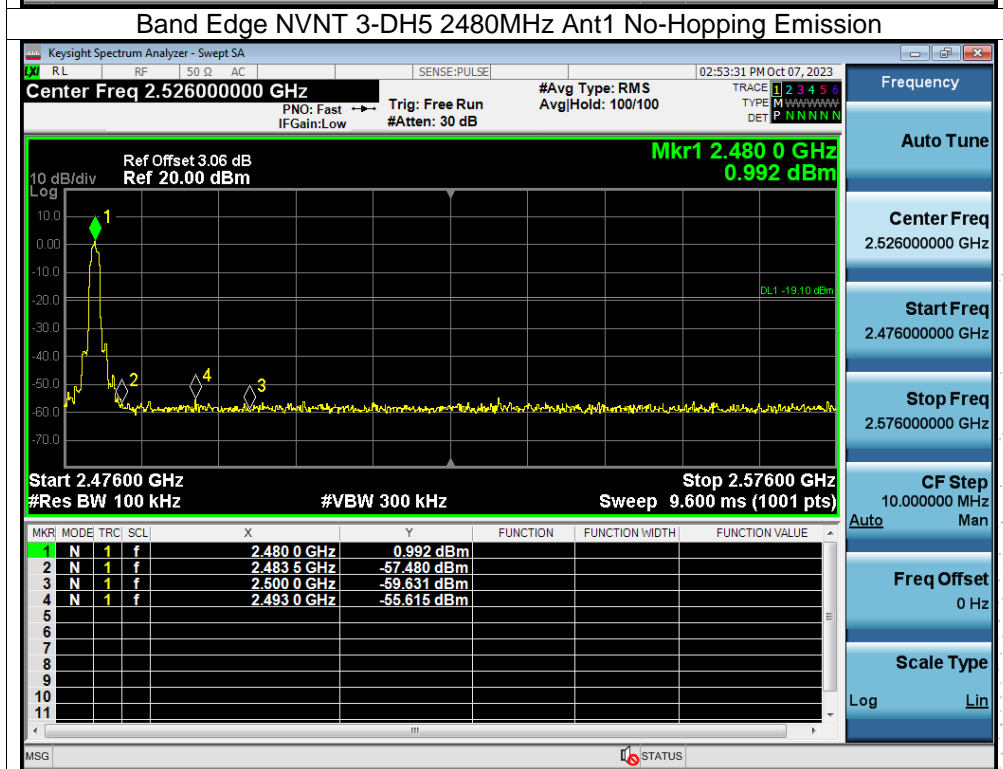 Band Edge NVNT 3-DH5 2480MHz Ant1 No-Hopping Emission
Keysight Spectrum Analyzer - Swept SA
LXI RL RF 50 Ω AC SENSE:PULSE 02:53:31 PM Oct 07, 2023
Center Freq 2.526000000 GHz #Avg Type: RMS TRACE 1 2 3 4 5 6
PNO: Fast Trig: Free Run Avg|Hold: 100/100 TYPE M WWWWW
IFGain:Low #Atten: 30 dB DET P N N N N N
Mkr1 2.480 0 GHz
0.992 dBm
Ref Offset 3.06 dB
10 dB/div Ref 20.00 dBm
Log
10.0
0.00
-10.0
-20.0
-30.0
-40.0
-50.0
-60.0
-70.0
1
2
4
3
DL1 -19.10 dBm
Start 2.47600 GHz Stop 2.57600 GHz
#Res BW 100 kHz #VBW 300 kHz Sweep 9.600 ms (1001 pts)
MKR MODE TRC SCL X Y FUNCTION FUNCTION WIDTH FUNCTION VALUE
1 N 1 f 2.480 0 GHz 0.992 dBm
2 N 1 f 2.483 5 GHz -57.480 dBm
3 N 1 f 2.500 0 GHz -59.631 dBm
4 N 1 f 2.493 0 GHz -55.615 dBm
5
6
7
8
9
10
11
MSG STATUS
Frequency
Auto Tune
Center Freq
2.526000000 GHz
Start Freq
2.476000000 GHz
Stop Freq
2.576000000 GHz
CF Step
10.000000 MHz
Auto Man
Freq Offset
0 Hz
Scale Type
Log Lin